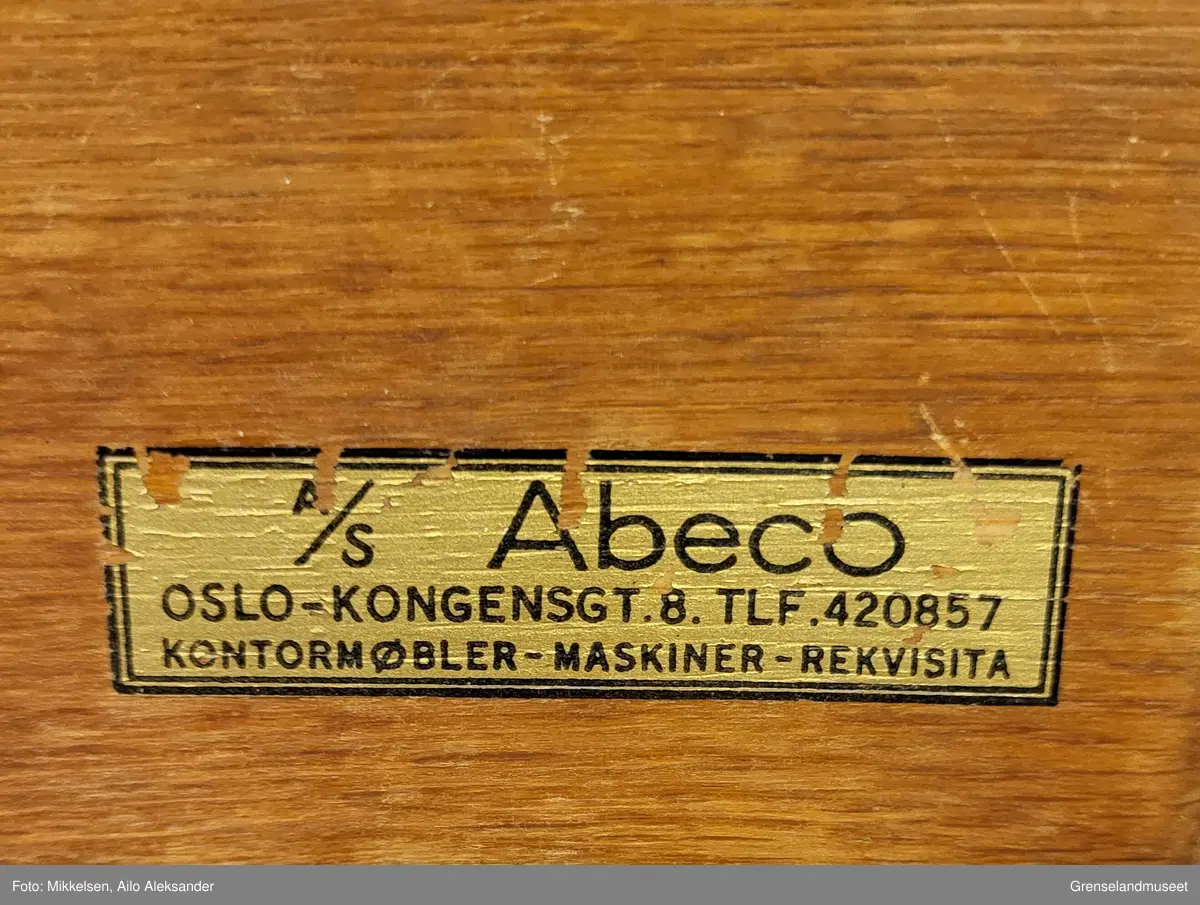 A/S Abeco
OSLO-KONGENSGT.8. TLF.420857
KONTORMØBLER-MASKINER-REKVISITA
Foto: Mikkelsen, Ailo Aleksander
Grenselandmuseet